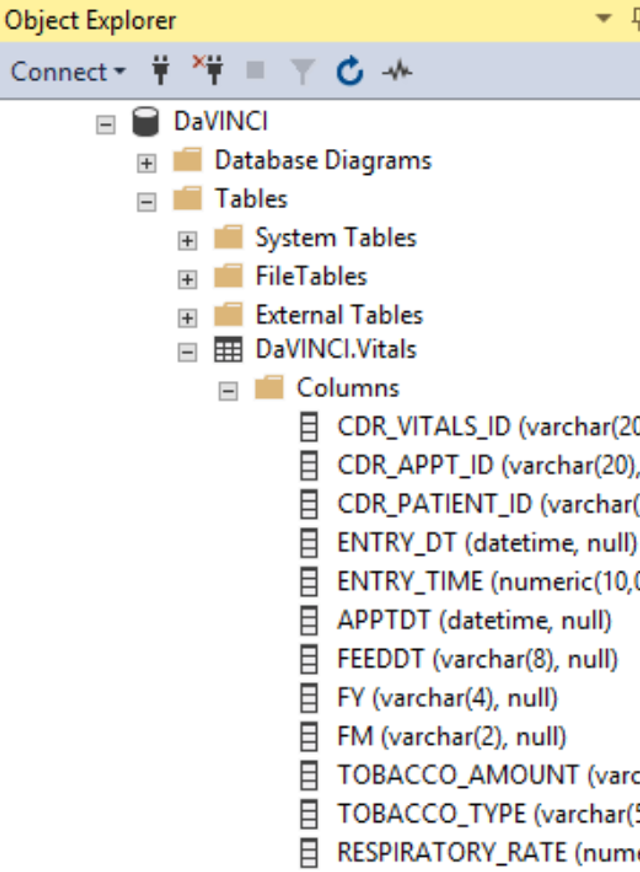 Object Explorer
Connect
DaVINCI
Database Diagrams
Tables
System Tables
FileTables
External Tables
DaVINCI.Vitals
Columns
CDR_VITALS_ID (varchar(20
CDR_APPT_ID (varchar(20),
CDR_PATIENT_ID (varchar(
ENTRY_DT (datetime, null)
ENTRY_TIME (numeric(10,0
APPTDT (datetime, null)
FEEDDT (varchar(8), null)
FY (varchar(4), null)
FM (varchar(2), null)
TOBACCO_AMOUNT (varc
TOBACCO_TYPE (varchar(5
RESPIRATORY_RATE (nume